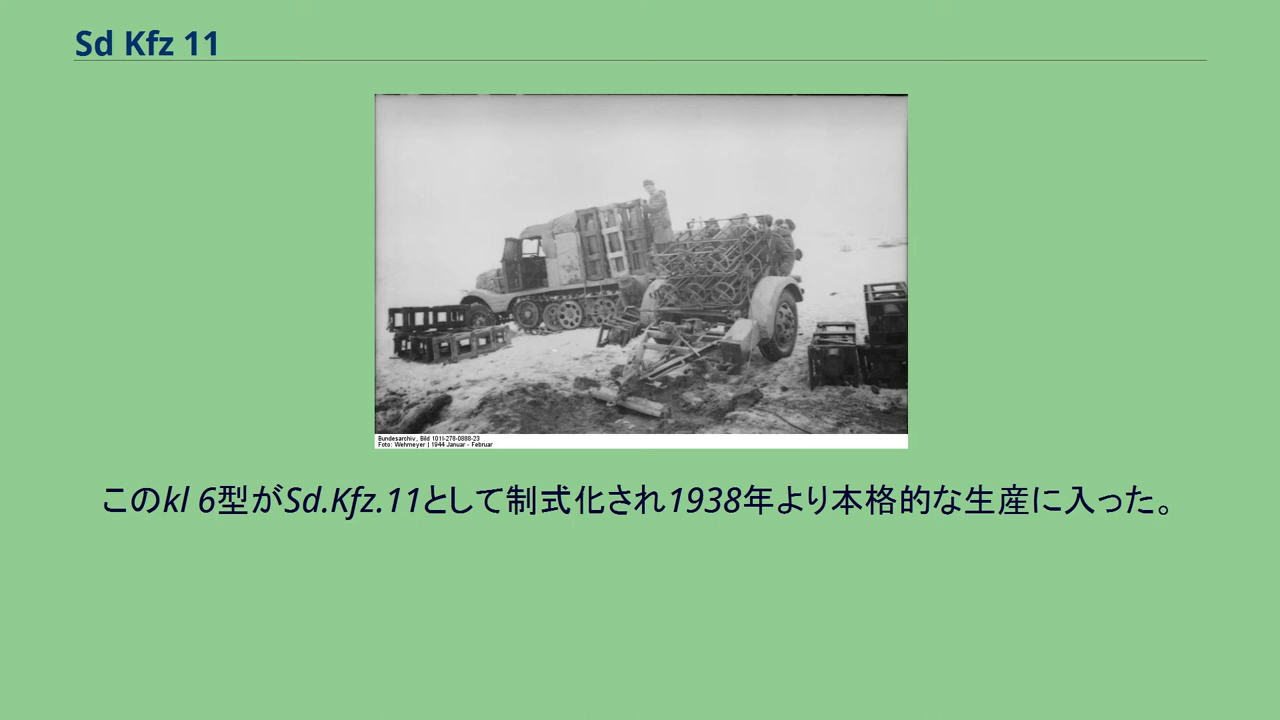 Sd Kfz 11
Bundesarchiv, Bild 101I-278-0888-23
Foto: Wehmeyer | 1944 Januar - Februar
このkl 6型がSd.Kfz.11として制式化され1938年より本格的な生産に入った。